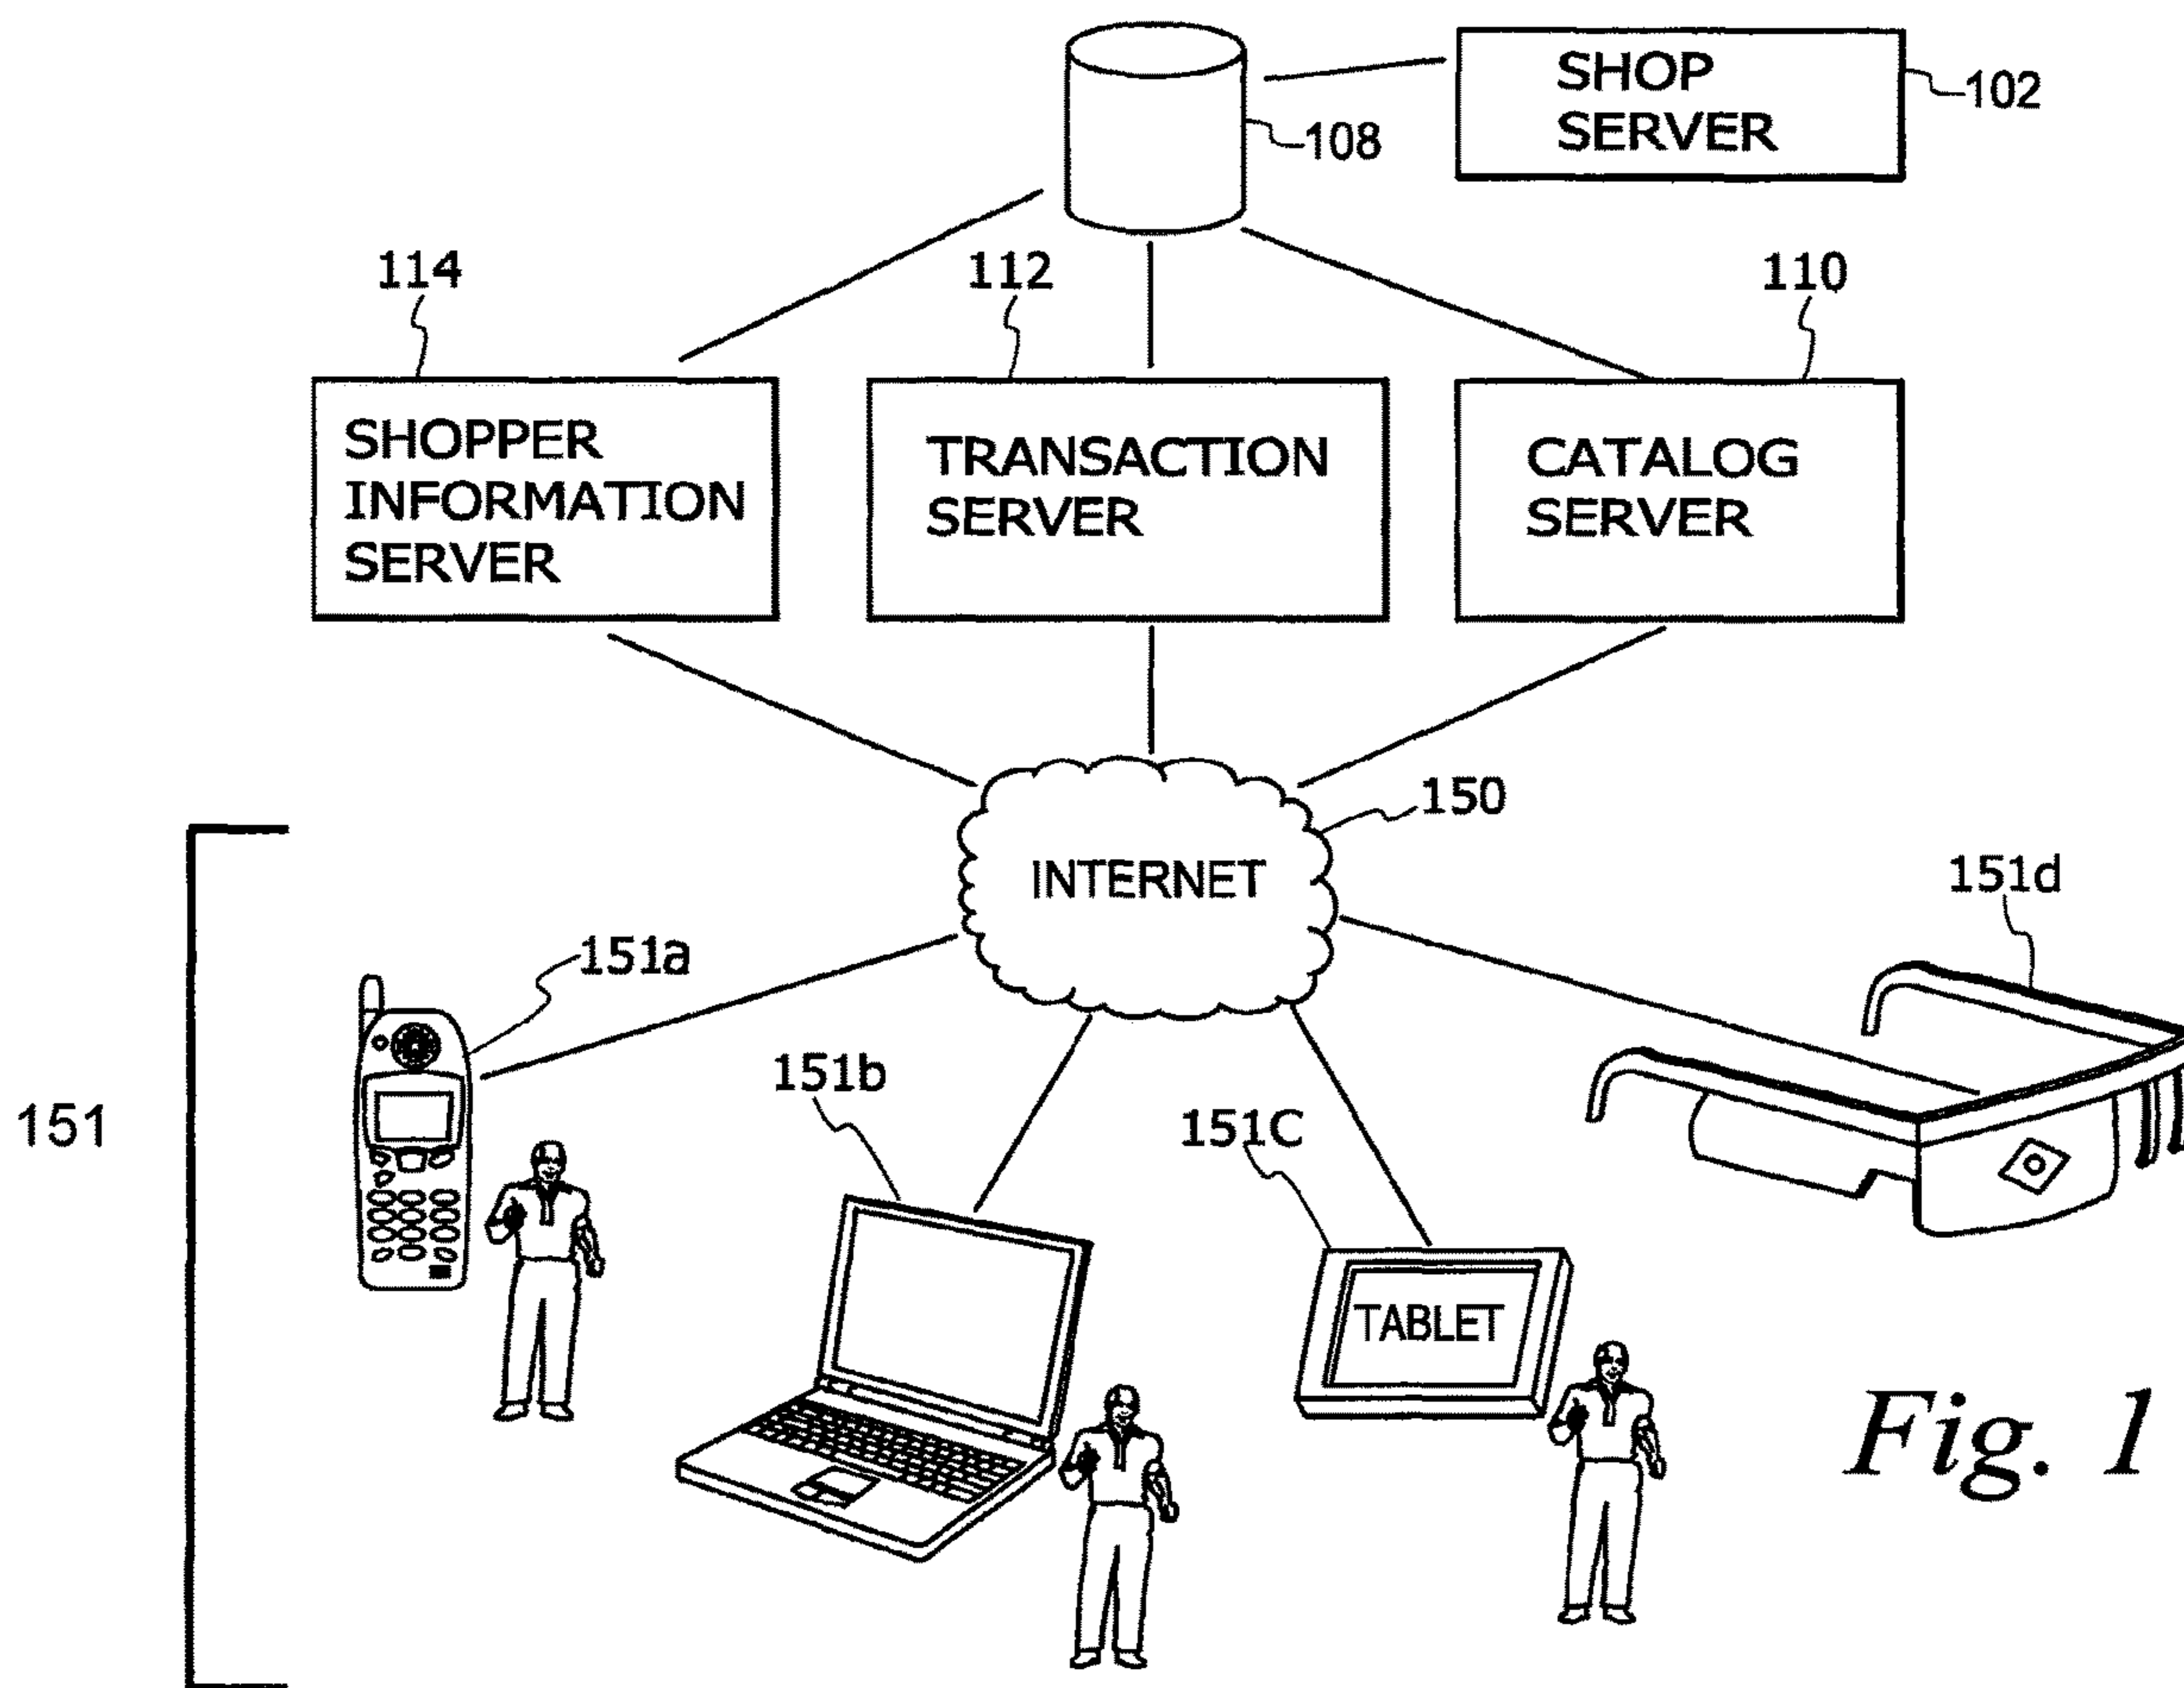 SHOP
SERVER
102
108
114
112
110
SHOPPER
INFORMATION
SERVER
TRANSACTION
SERVER
CATALOG
SERVER
150
INTERNET
151d
151a
151b
151C
151
TABLET
Fig. 1